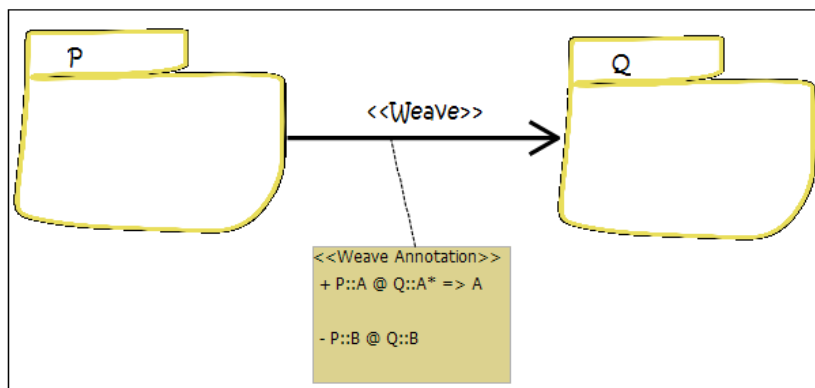 P
Q
<<Weave>>
<<Weave Annotation>>
+ P::A @ Q::A* => A
- P::B @ Q::B